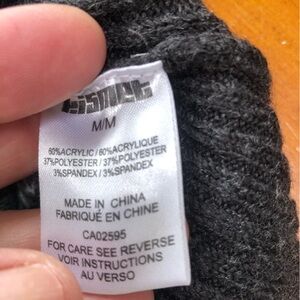 M/M
60%ACRYLIC / 60%ACRYLIQUE
37%POLYESTER / 37%POLYESTER
3%SPANDEX / 3%SPANDEX
MADE IN CHINA
FABRIQUÉ EN CHINE
CA02595
FOR CARE SEE REVERSE
VOIR INSTRUCTIONS
AU VERSO